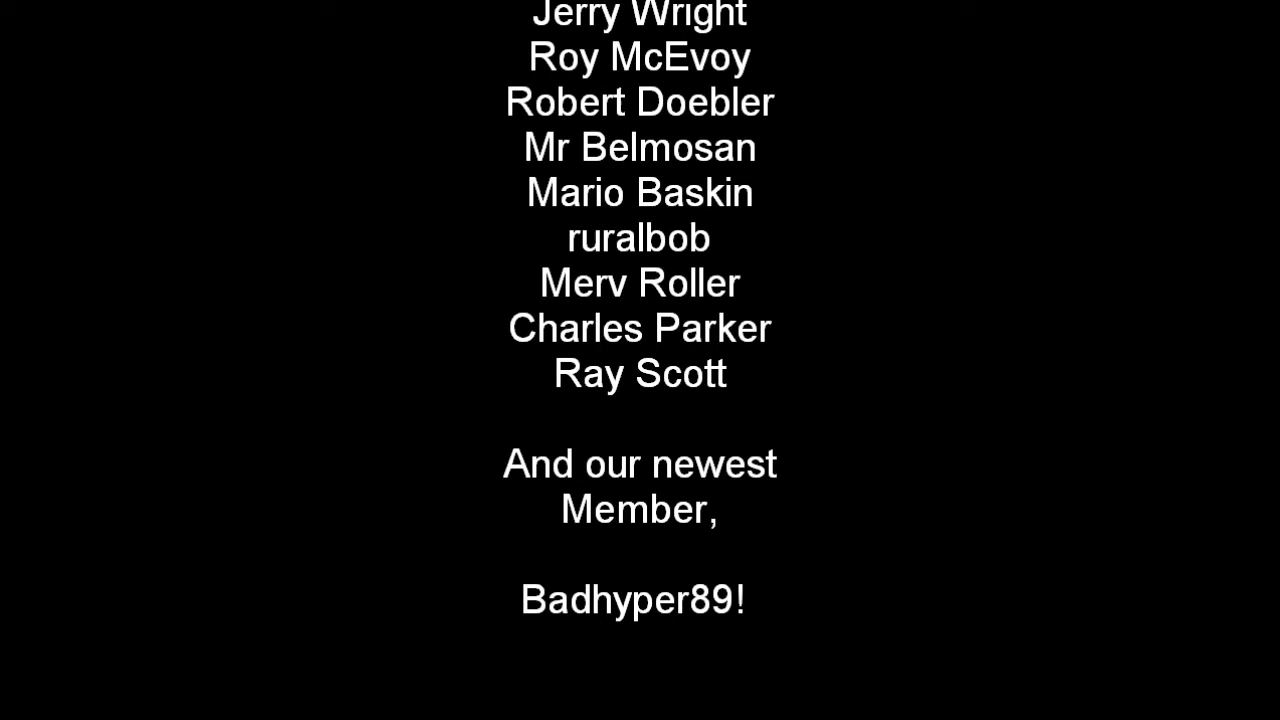 Jerry Wright
Roy McEvoy
Robert Doebler
Mr Belmosan
Mario Baskin
ruralbob
Merv Roller
Charles Parker
Ray Scott
And our newest
Member,
Badhyper89!